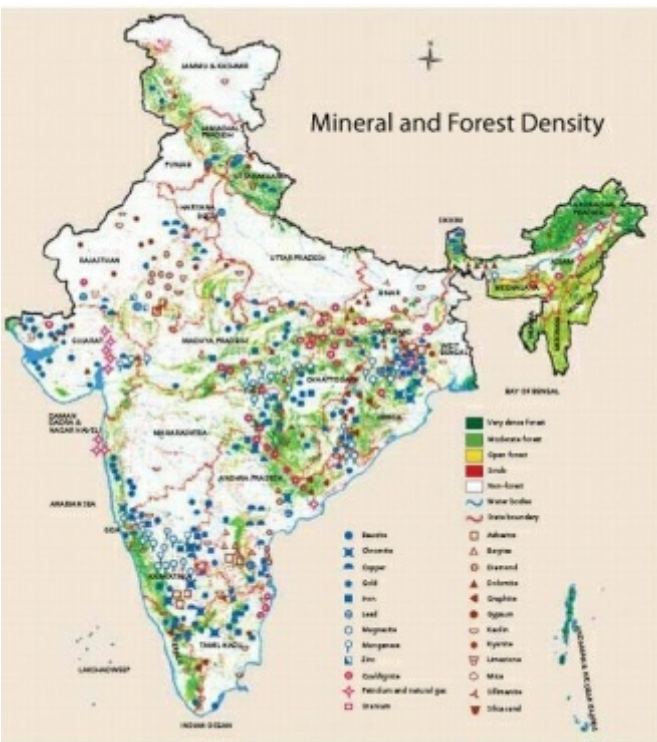 N
Mineral and Forest Density
JAMMU & KASHMIR
HIMACHAL
PRADESH
PUNJAB
UTTARAKHAND
HARYANA
RAJASTHAN
UTTAR PRADESH
SIKKIM
ARUNACHAL
PRADESH
ASSAM
MEGHALAYA
BIHAR
GUJARAT
MADHYA PRADESH
WEST
BENGAL
CHHATTISGARH
BAY OF BENGAL
DAMAN
DADRA &
NAGAR HAVELI
MAHARASHTRA
ORISSA
ANDHRA PRADESH
ARABIAN SEA
GOA
KARNATAKA
TAMIL NADU
LAKSHADWEEP
INDIAN OCEAN
ANDAMAN & NICOBAR ISLANDS
Very dense forest
Moderate forest
Open forest
Scrub
Non-forest
Water bodies
State boundary
Bauxite
Chromite
Copper
Gold
Iron
Lead
Magnesite
Manganese
Zinc
Coal/lignite
Petroleum and natural gas
Uranium
Asbestos
Barytes
Diamond
Dolomite
Graphite
Gypsum
Kaolin
Kyanite
Limestone
Mica
Sillimanite
Silica sand